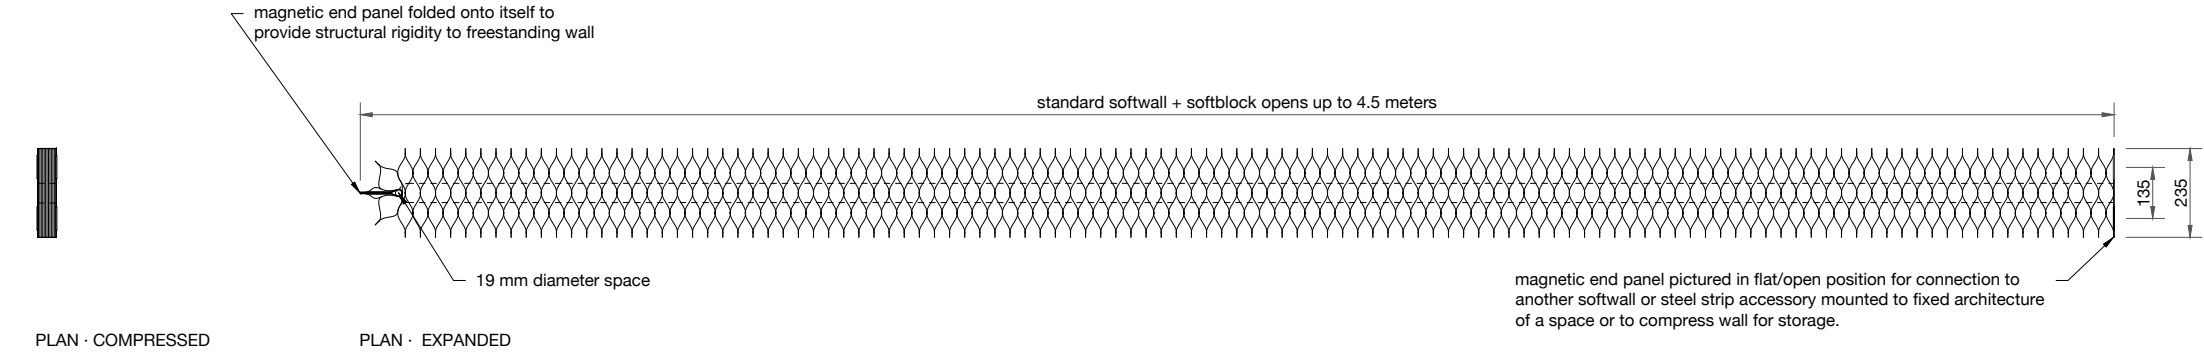 magnetic end panel folded onto itself to
provide structural rigidity to freestanding wall
standard softwall + softblock opens up to 4.5 meters
135
235
19 mm diameter space
magnetic end panel pictured in flat/open position for connection to
another softwall or steel strip accessory mounted to fixed architecture
of a space or to compress wall for storage.
PLAN · COMPRESSED
PLAN · EXPANDED